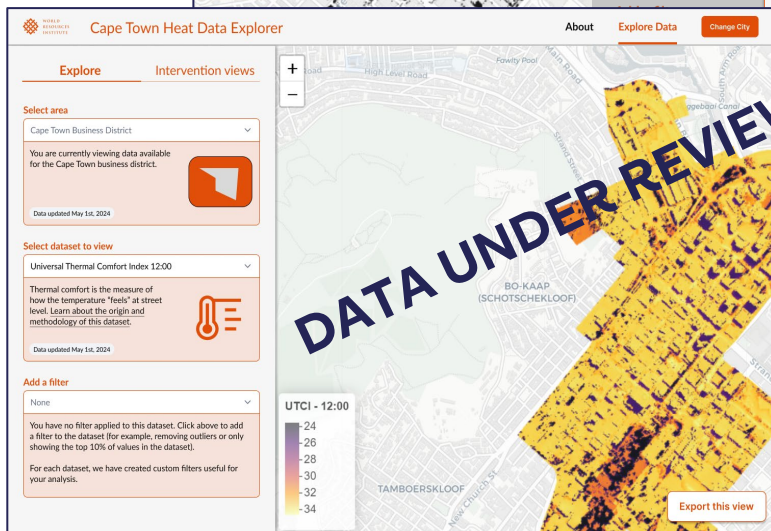 WORLD
RESOURCES
INSTITUTE
Cape Town Heat Data Explorer
About
Explore Data
Change City
Explore
Intervention views
Select area
Cape Town Business District
You are currently viewing data available
for the Cape Town business district.
Data updated May 1st, 2024
Select dataset to view
Universal Thermal Comfort Index 12:00
Thermal comfort is the measure of
how the temperature "feels" at street
level. Learn about the origin and
methodology of this dataset.
Data updated May 1st, 2024
Add a filter
None
You have no filter applied to this dataset. Click above to add
a filter to the dataset (for example, removing outliers or only
showing the top 10% of values in the dataset).
For each dataset, we have created custom filters useful for
your analysis.
+
−
Road
High Level Road
Fawity Pool
Main Road
South Arm Road
ggebaai Canal
Strand Street
DATA UNDER REVIEW
BO-KAAP
(SCHOTSCHEKLOOF)
Stran
UTCI - 12:00
-24
-26
-28
-30
-32
-34
TAMBOERSKLOOF
New Church St
Export this view